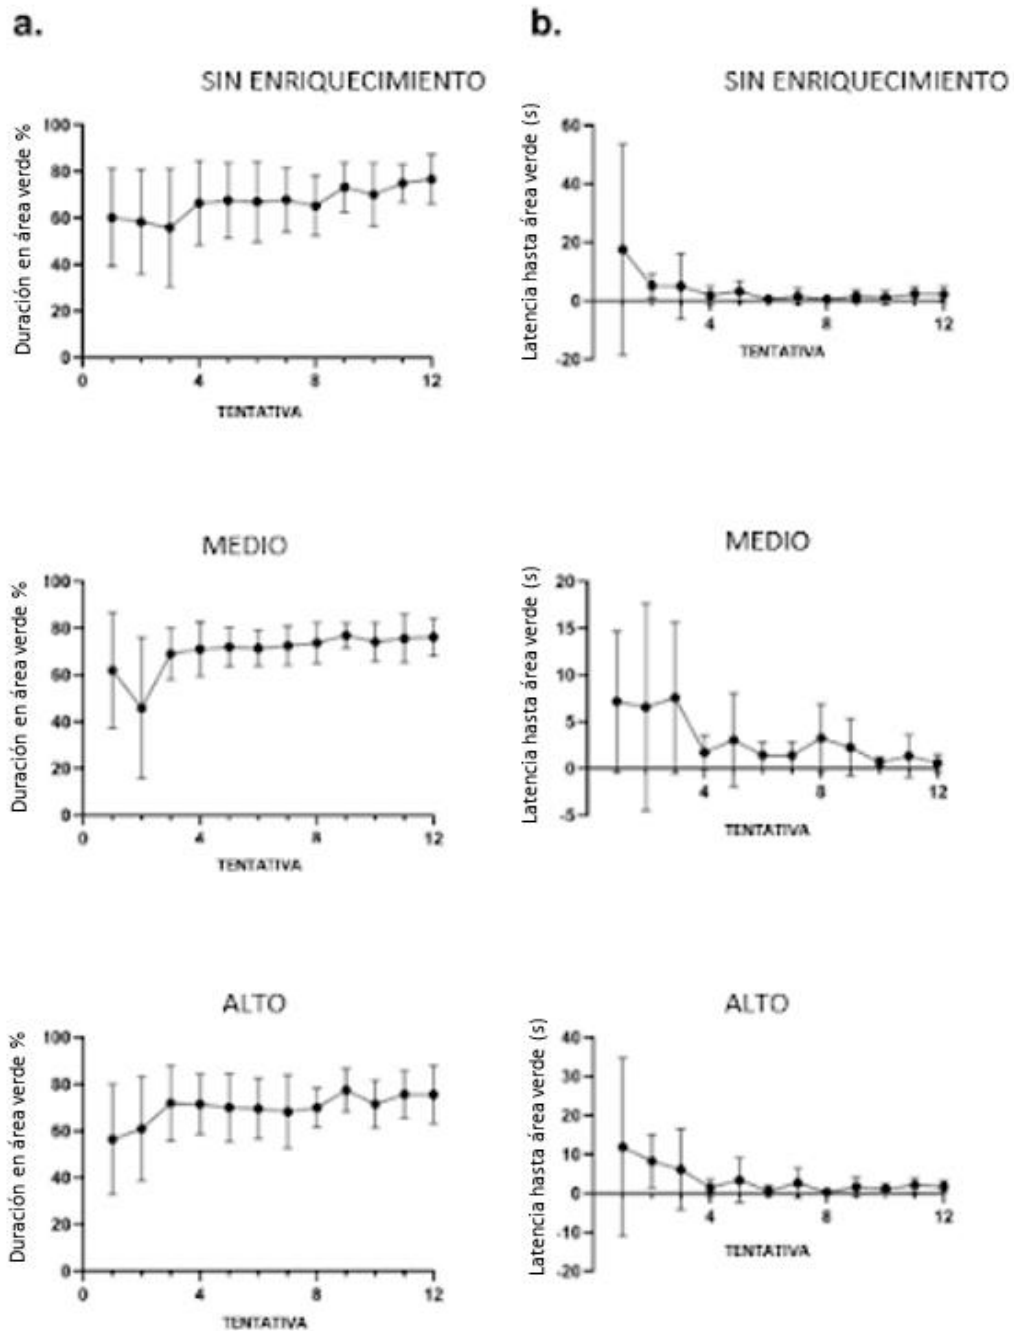 a.
SIN ENRIQUECIMIENTO
Duración en área verde %
100
80
60
40
20
0
0 4 8 12
TENTATIVA
b.
SIN ENRIQUECIMIENTO
Latencia hasta área verde (s)
60
40
20
0
-20
4 8 12
TENTATIVA
MEDIO
Duración en área verde %
100
80
60
40
20
0
0 4 8 12
TENTATIVA
MEDIO
Latencia hasta área verde (s)
20
15
10
5
0
-5
4 8 12
TENTATIVA
ALTO
Duración en área verde %
100
80
60
40
20
0
0 4 8 12
TENTATIVA
ALTO
Latencia hasta área verde (s)
40
30
20
10
0
-10
-20
4 8 12
TENTATIVA